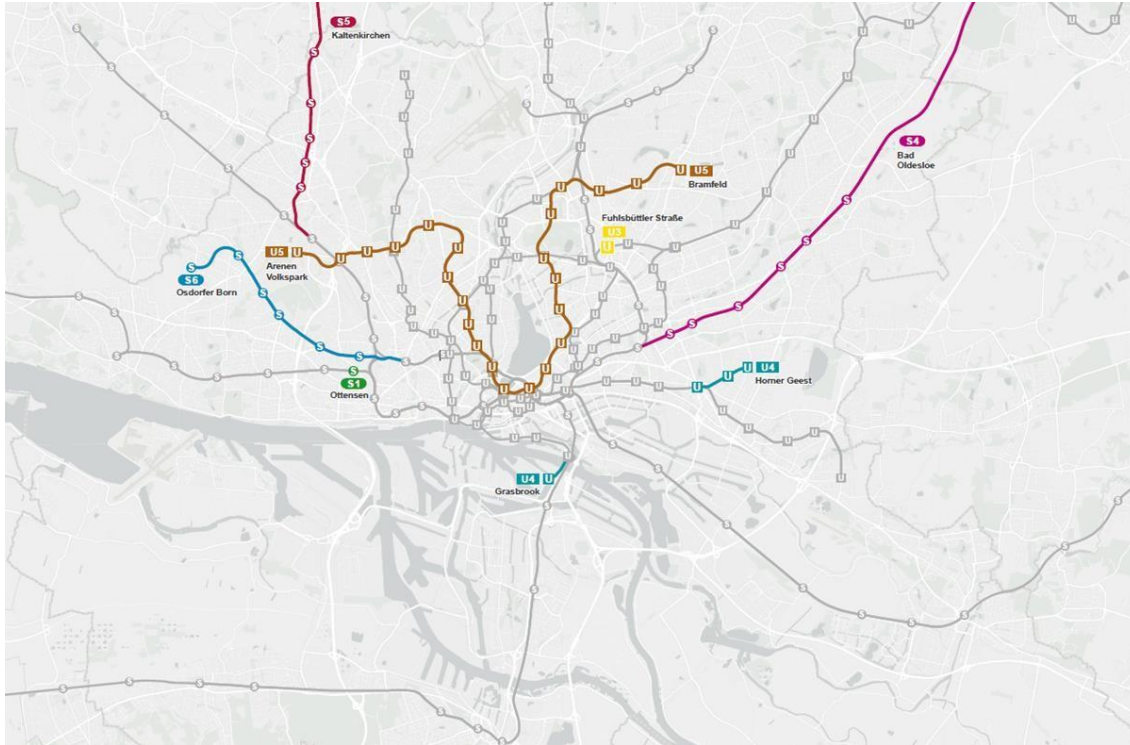 S5
Kaltenkirchen
S4
Bad
Oldesloe
U5
Bramfeld
Fuhlsbüttler Straße
U3
U
U5
Arenen
Volkspark
S6
Osdorfer Born
U4
Horner Geest
S1
Ottensen
U4
Grasbrook